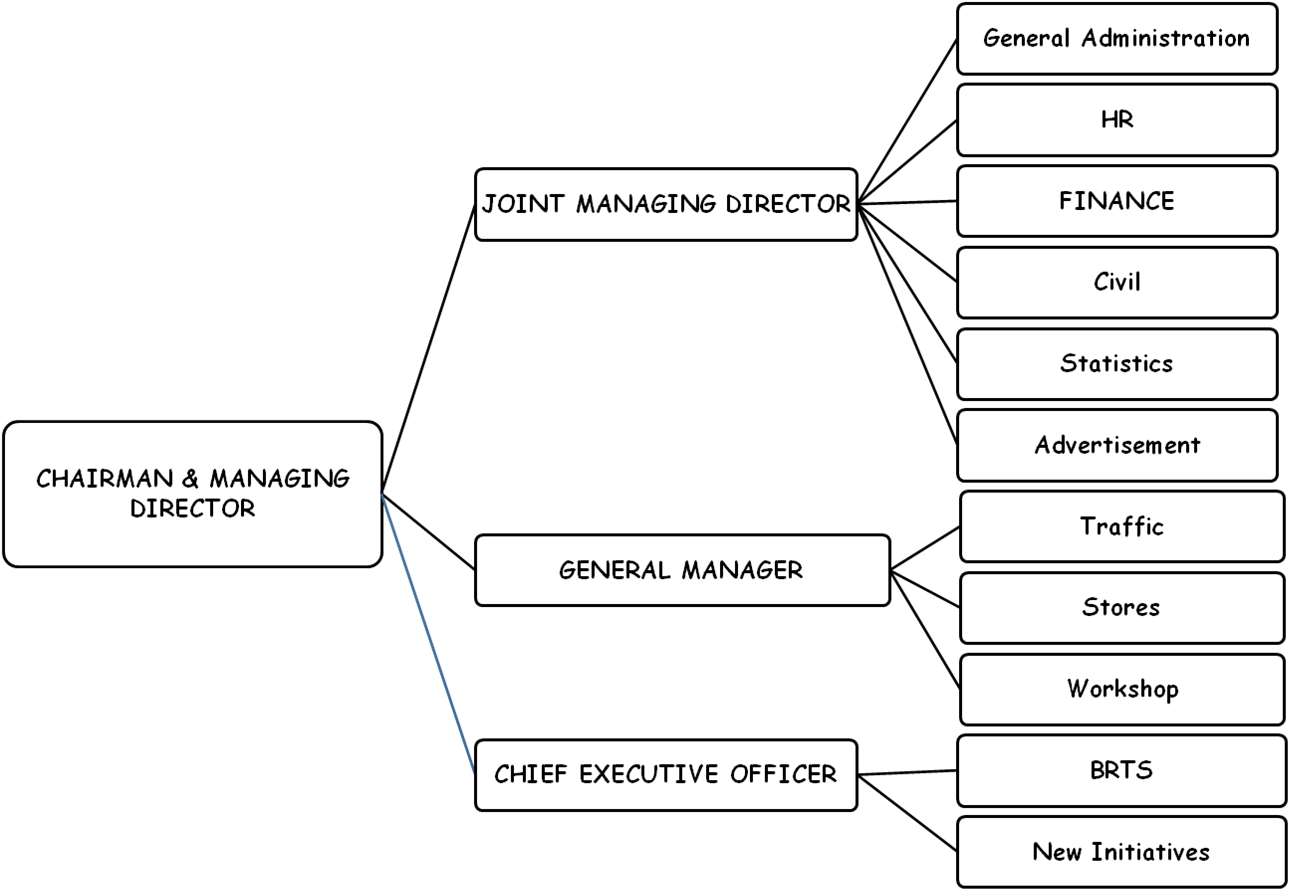 General Administration
HR
JOINT MANAGING DIRECTOR
FINANCE
Civil
Statistics
Advertisement
CHAIRMAN & MANAGING
DIRECTOR
Traffic
GENERAL MANAGER
Stores
Workshop
CHIEF EXECUTIVE OFFICER
BRTS
New Initiatives